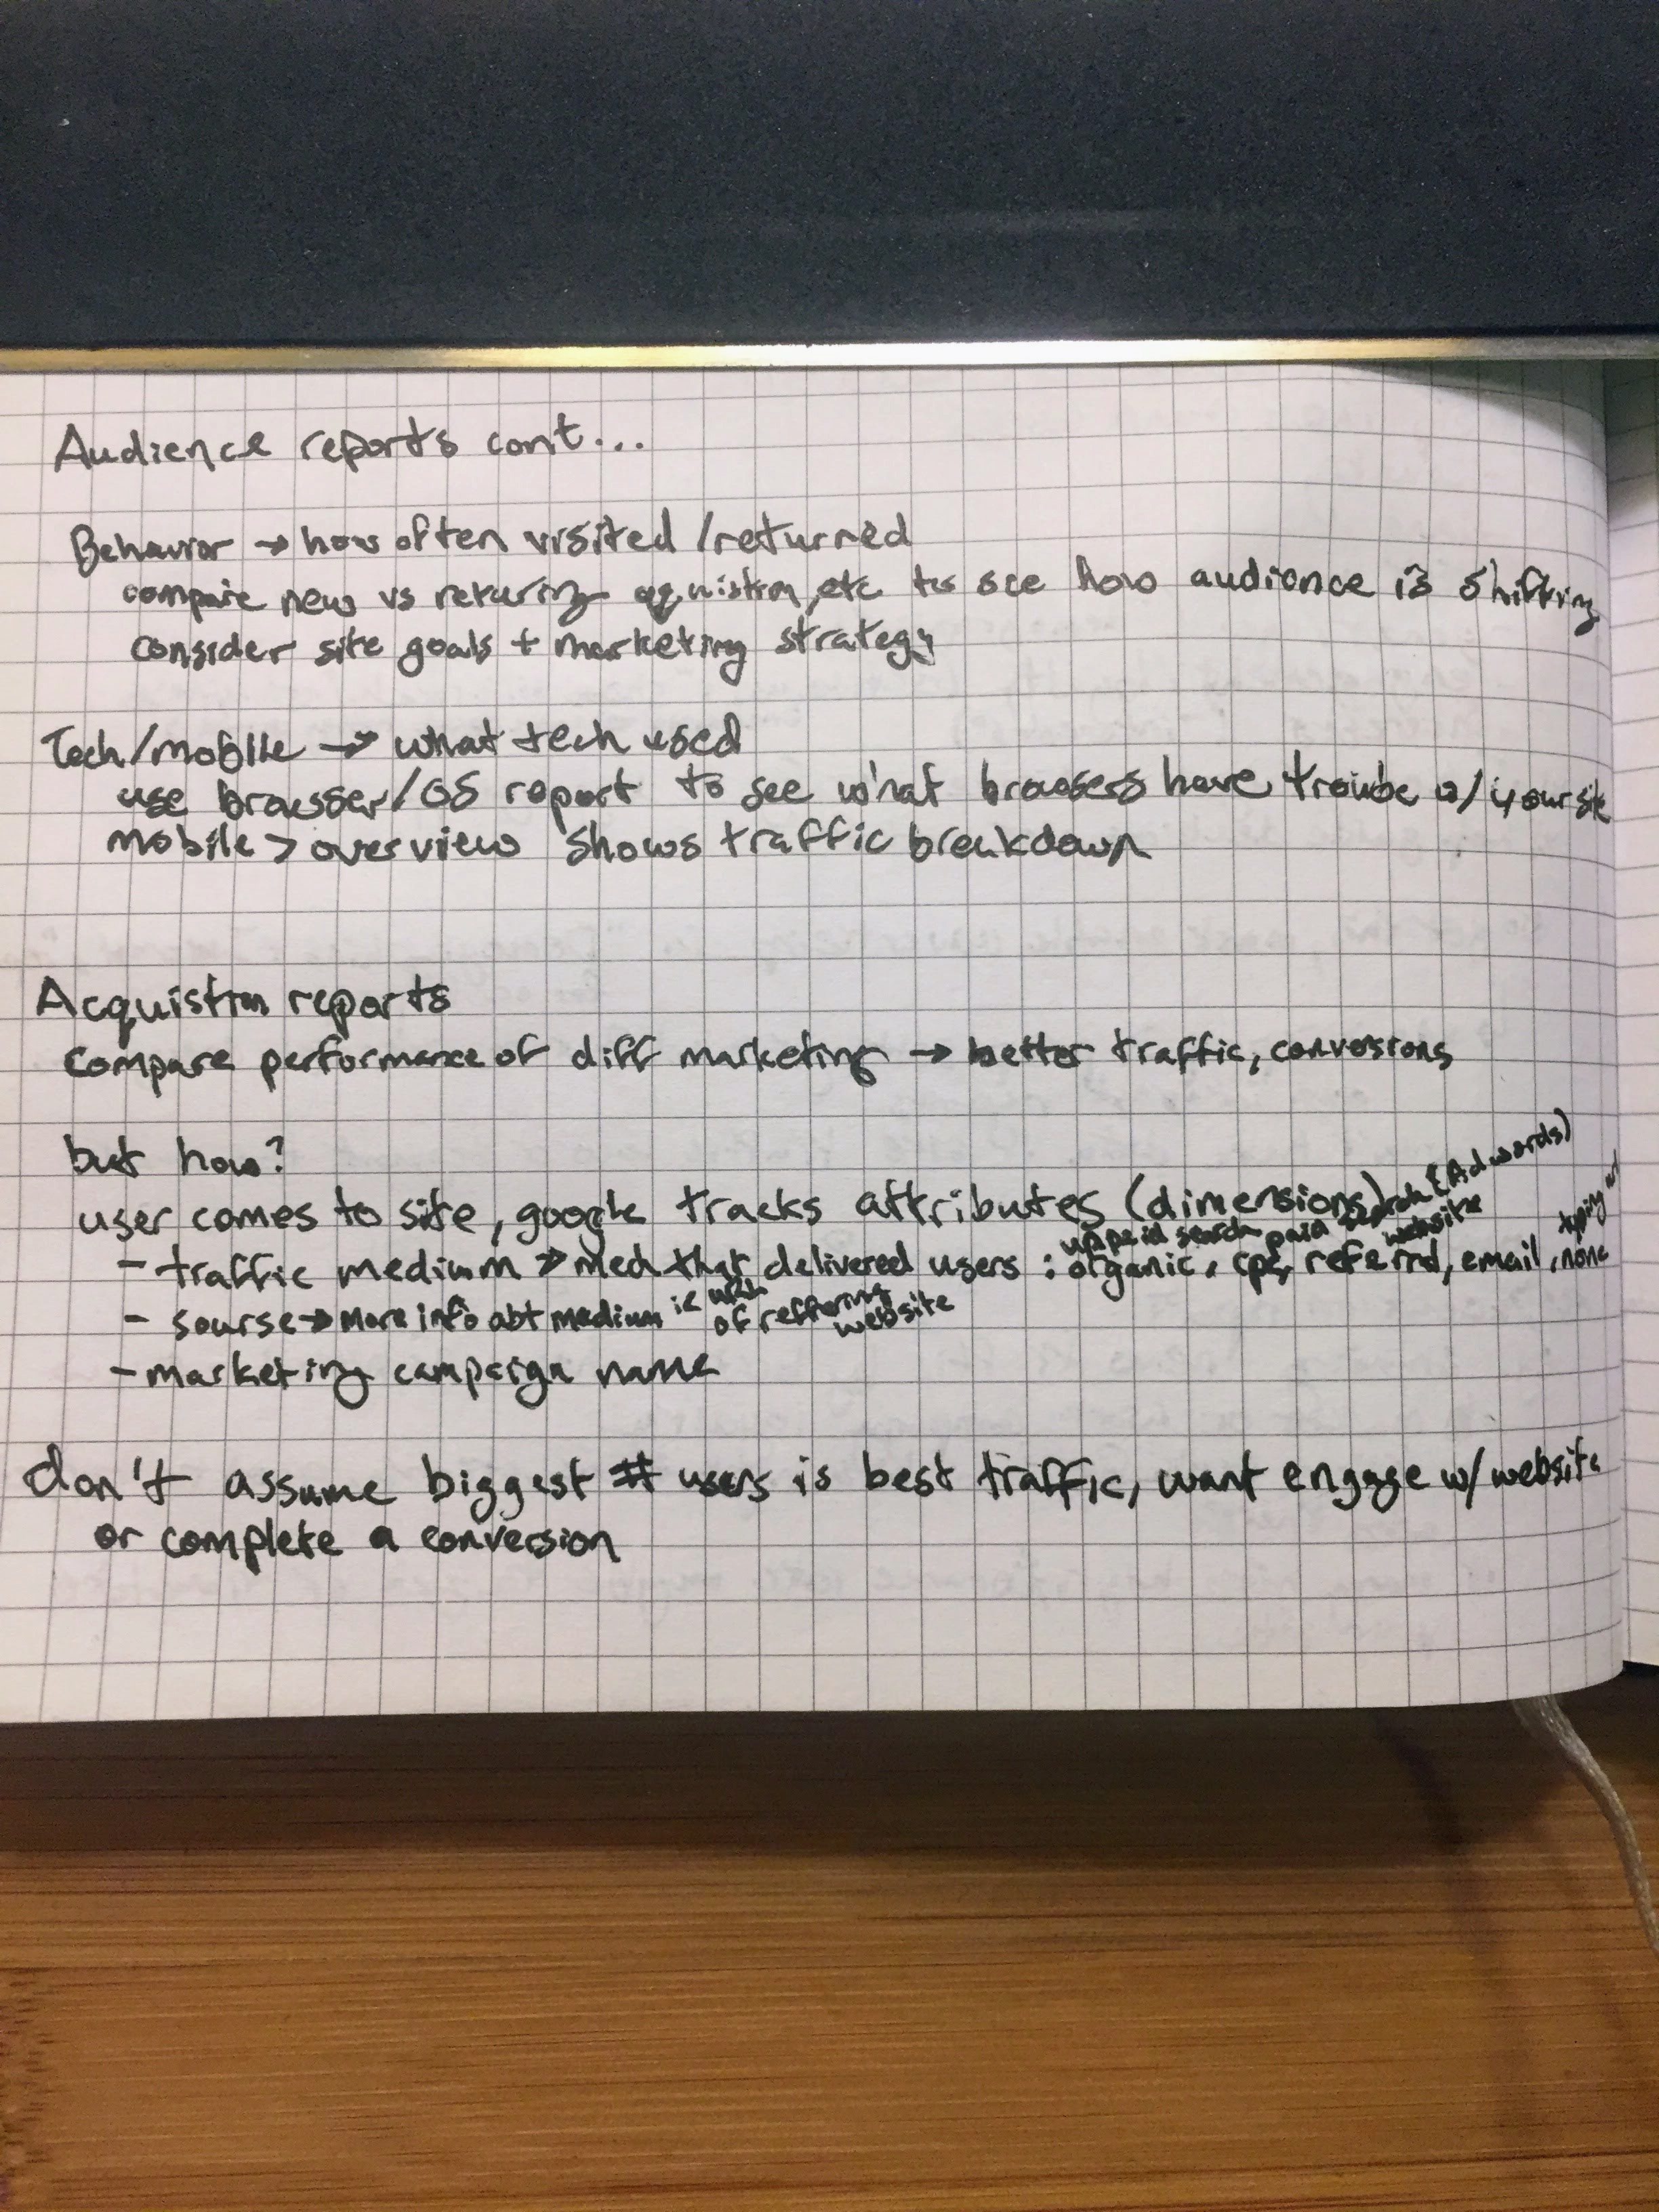 Audience reports cont...
Behavior → how often visited / returned
compare new vs returing aquistion, etc to see how audience is shifting
consider site goals + marketing strategy
Tech/mobile → what tech used
use browser/OS report to see what browsers have troube w/ your site
mobile > overview shows traffic breakdown
Acquistion reports
compare performance of diff marketing → better traffic, conversions
but how?
user comes to site, google tracks attributes (dimensions)
unpaid search paid search (Adwords) website typing url
- traffic medium → med that delivered users : organic, cpc, referral, email, none
- sourse → more info abt medium ie of reffering website
- marketing campaign name
don't assume biggest # users is best traffic, want engage w/ website
or complete a conversion